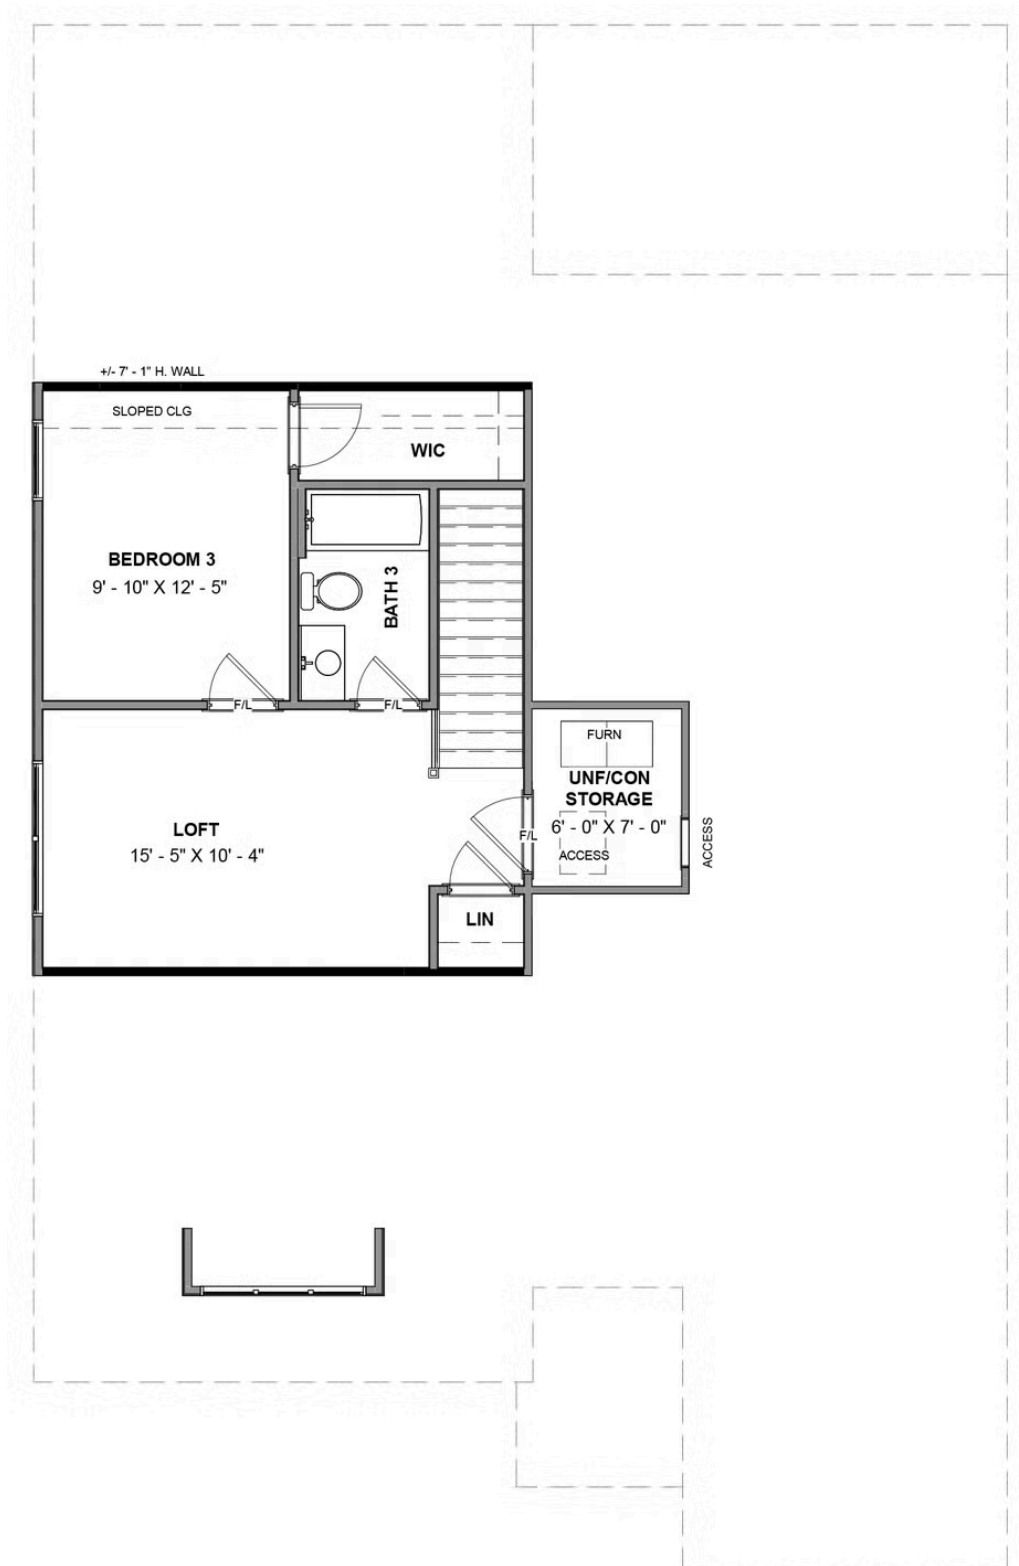 +/- 7' - 1" H. WALL
SLOPED CLG
WIC
BEDROOM 3
9' - 10" X 12' - 5"
BATH 3
F/L
F/L
FURN
UNF/CON
STORAGE
6' - 0" X 7' - 0"
ACCESS
ACCESS
F/L
LOFT
15' - 5" X 10' - 4"
LIN